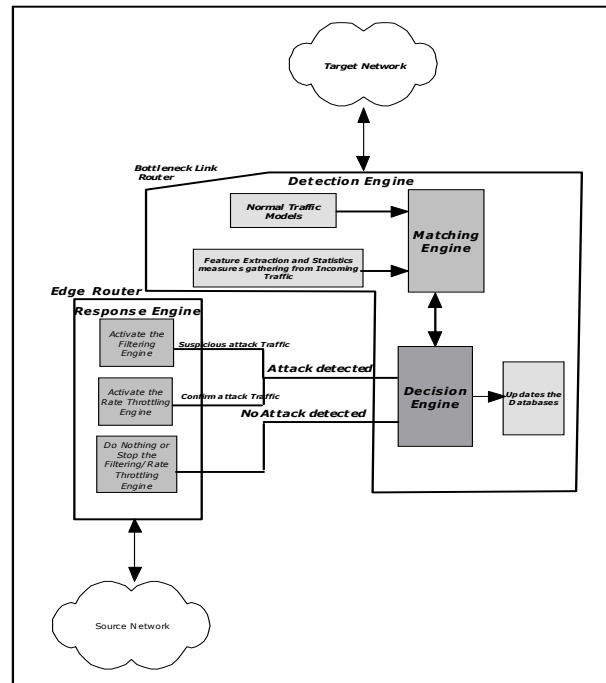 Target Network
Bottleneck Link
Router
Detection Engine
Normal Traffic
Models
Matching
Engine
Feature Extraction and Statistics
measures gathering from Incoming
Traffic
Edge Router
Response Engine
Activate the
Filtering
Engine
Suspicious attack Traffic
Attack detected
Activate the
Rate Throttling
Engine
Confirm attack Traffic
No Attack detected
Decision
Engine
Updates the
Databases
Do Nothing or
Stop the
Filtering/Rate
Throttling
Engine
Source Network